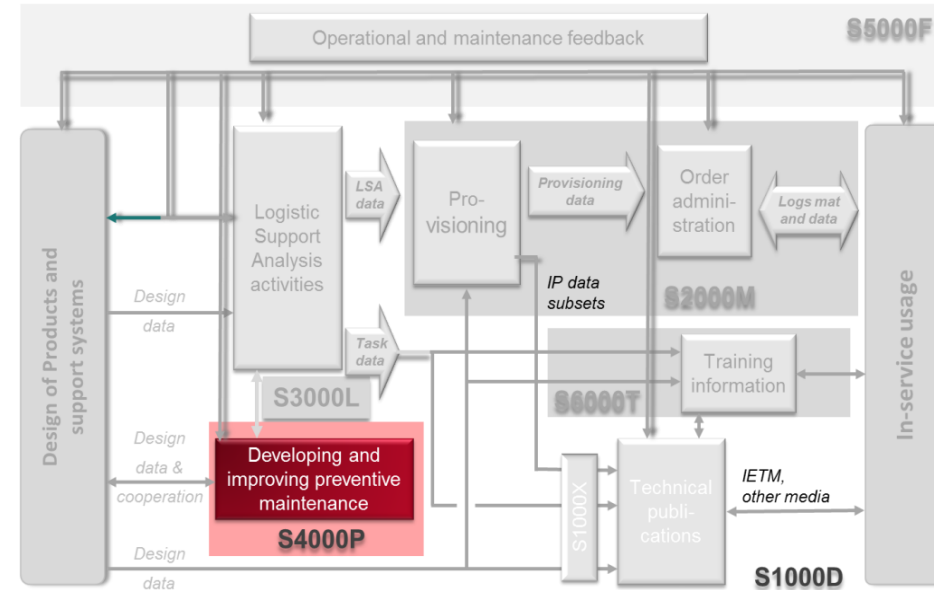 Operational and maintenance feedback
S5000F
Design of Products and
support systems
Logistic
Support
Analysis
activities
LSA
data
Pro-
visioning
Provisioning
data
Order
admini-
stration
Logs mat
and data
In-service usage
IP data
subsets
S2000M
Design
data
Task
data
S3000L
Training
information
S6000T
Design
data &
cooperation
Developing and
improving preventive
maintenance
S4000P
S1000X
Technical
publi-
cations
IETM,
other media
S1000D
Design
data